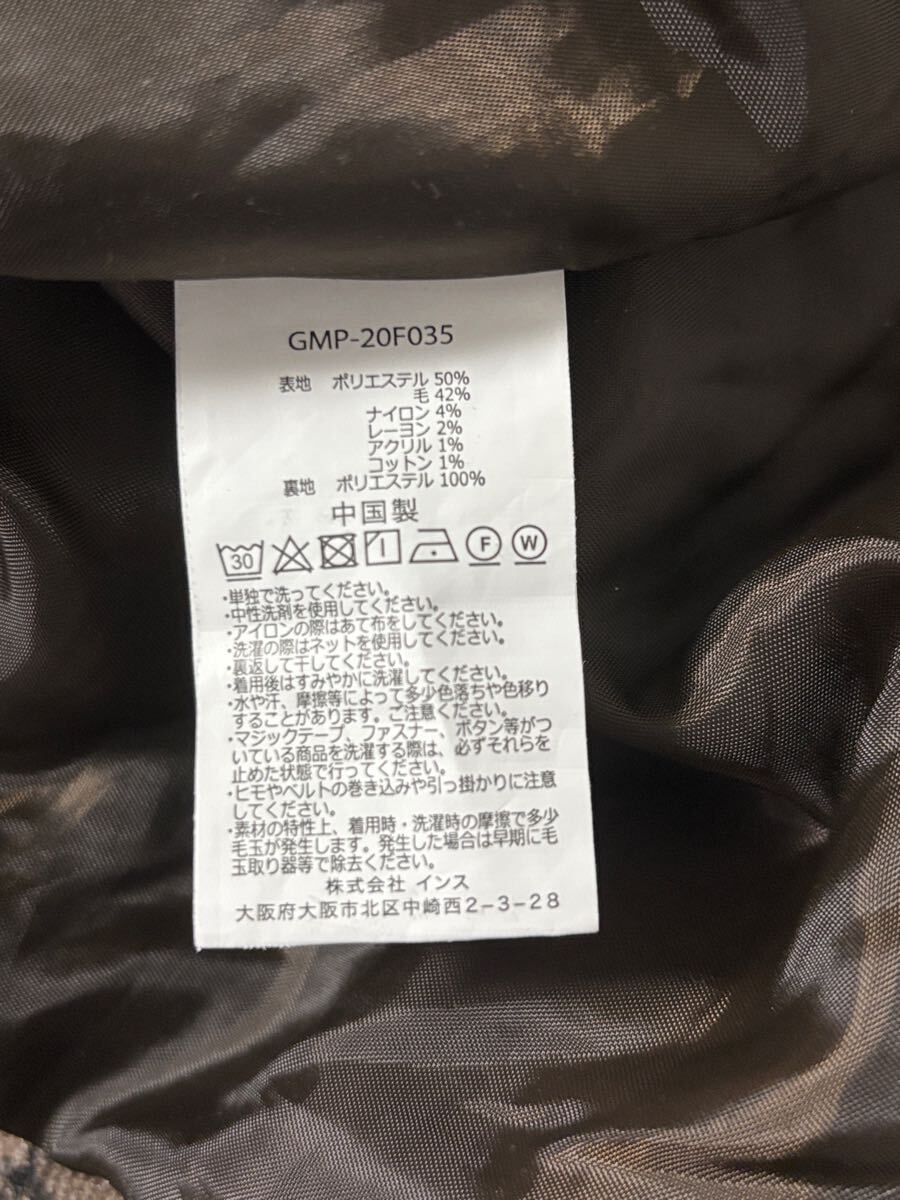 GMP-20F035
表地 ポリエステル 50%
毛 42%
ナイロン 4%
レーヨン 2%
アクリル 1%
コットン 1%
裏地 ポリエステル 100%
中国製
30 F W
・単独で洗ってください。
・中性洗剤を使用してください。
・アイロンの際はあて布をしてください。
・洗濯の際はネットを使用してください。
・裏返して干してください。
・着用後はすみやかに洗濯してください。
・水や汗、摩擦等によって多少色落ちや色移り
することがあります。ご注意ください。
・マジックテープ、ファスナー、ボタン等がつ
いている商品を洗濯する際は、必ずそれらを
止めた状態で行ってください。
・ヒモやベルトの巻き込みや引っ掛かりに注意
してください。
・素材の特性上、着用時・洗濯時の摩擦で多少
毛玉が発生します。発生した場合は早期に毛
玉取り器等で除去ください。
株式会社 インス
大阪府大阪市北区中崎西2-3-28